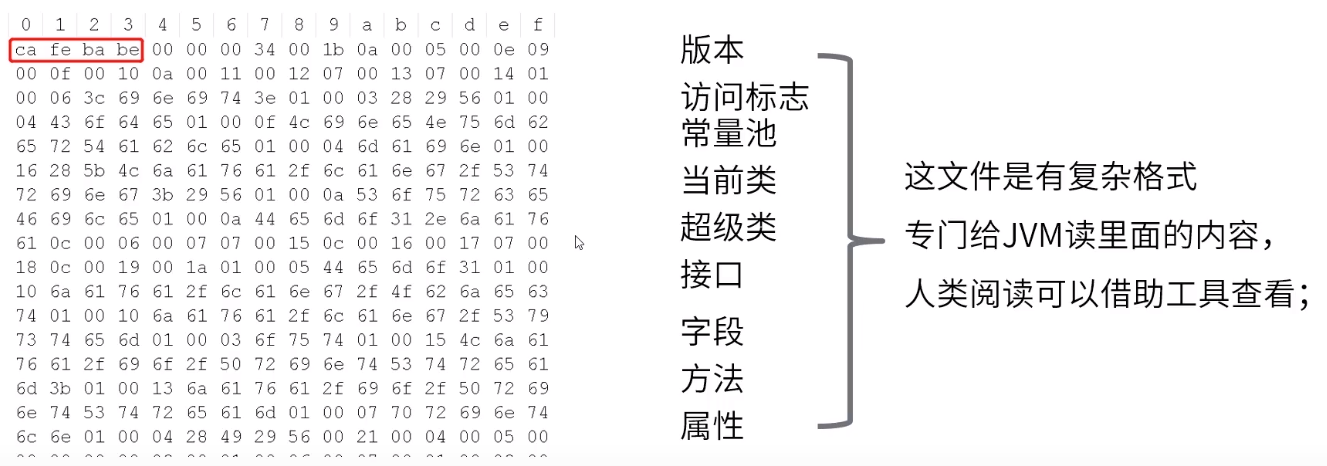 0 1 2 3 4 5 6 7 8 9 a b c d e f
ca fe ba be 00 00 00 34 00 1b 0a 00 05 00 0e 09
00 0f 00 10 0a 00 11 00 12 07 00 13 07 00 14 01
00 06 3c 69 6e 69 74 3e 01 00 03 28 29 56 01 00
04 43 6f 64 65 01 00 0f 4c 69 6e 65 4e 75 6d 62
65 72 54 61 62 6c 65 01 00 04 6d 61 69 6e 01 00
16 28 5b 4c 6a 61 76 61 2f 6c 61 6e 67 2f 53 74
72 69 6e 67 3b 29 56 01 00 0a 53 6f 75 72 63 65
46 69 6c 65 01 00 0a 44 65 6d 6f 31 2e 6a 61 76
61 0c 00 06 00 07 07 00 15 0c 00 16 00 17 07 00
18 0c 00 19 00 1a 01 00 05 44 65 6d 6f 31 01 00
10 6a 61 76 61 2f 6c 61 6e 67 2f 4f 62 6a 65 63
74 01 00 10 6a 61 76 61 2f 6c 61 6e 67 2f 53 79
73 74 65 6d 01 00 03 6f 75 74 01 00 15 4c 6a 61
76 61 2f 69 6f 2f 50 72 69 6e 74 53 74 72 65 61
6d 3b 01 00 13 6a 61 76 61 2f 69 6f 2f 50 72 69
6e 74 53 74 72 65 61 6d 01 00 07 70 72 69 6e 74
6c 6e 01 00 04 28 49 29 56 00 21 00 04 00 05 00
版本
访问标志
常量池
当前类
超级类
接口
字段
方法
属性
这文件是有复杂格式
专门给JVM读里面的内容，
人类阅读可以借助工具查看；